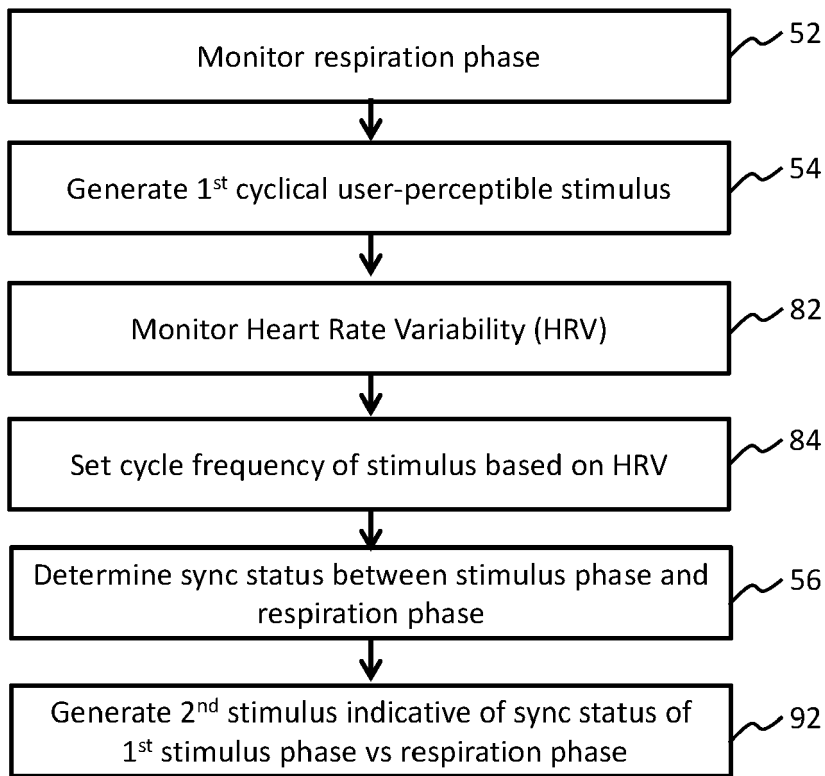 Monitor respiration phase
52
Generate 1st cyclical user-perceptible stimulus
54
Monitor Heart Rate Variability (HRV)
82
Set cycle frequency of stimulus based on HRV
84
Determine sync status between stimulus phase and
respiration phase
56
Generate 2nd stimulus indicative of sync status of
1st stimulus phase vs respiration phase
92